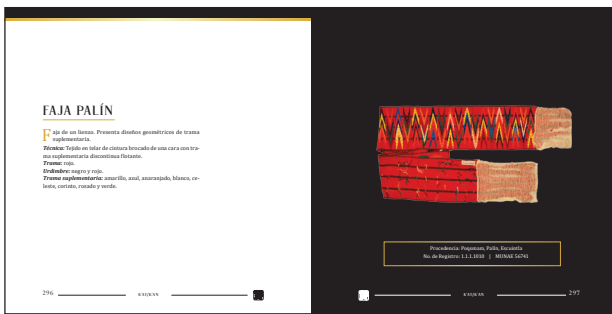 FAJA PALÍN
Faja de un lienzo. Presenta diseños geométricos de trama
suplementaria.
Técnica: Tejido en telar de cintura brocado de una cara con tra-
ma suplementaria discontinua flotante.
Trama: rojo.
Urdimbre: negro y rojo.
Trama suplementaria: amarillo, azul, anaranjado, blanco, ce-
leste, corinto, rosado y verde.
296
Procedencia: Poqomam, Palín, Escuintla
No. de Registro: 1.1.1.1010 | MUNAE 56741
297